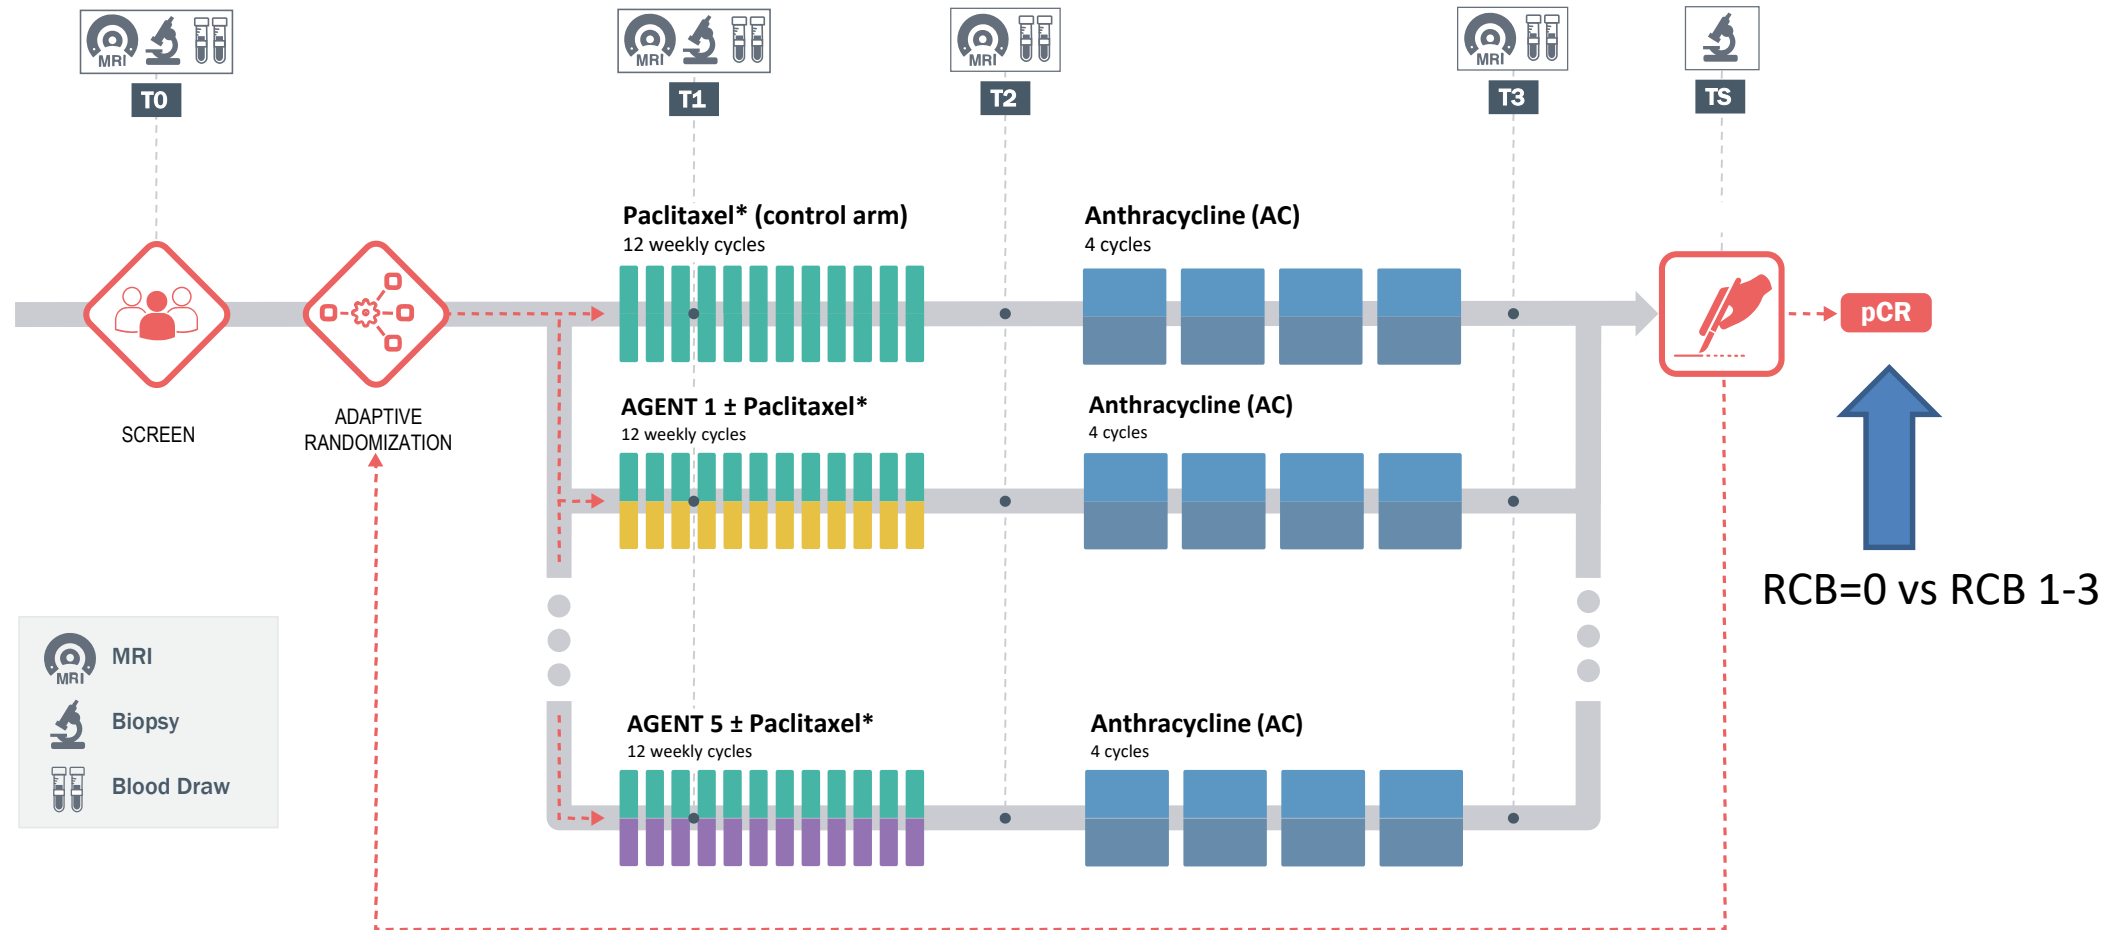 MRI
MRI
MRI
MRI
T0
T1
T2
T3
TS
Paclitaxel* (control arm)
12 weekly cycles
Anthracycline (AC)
4 cycles
pCR
SCREEN
ADAPTIVE
RANDOMIZATION
AGENT 1 ± Paclitaxel*
12 weekly cycles
Anthracycline (AC)
4 cycles
RCB=0 vs RCB 1-3
MRI
MRI
Biopsy
Blood Draw
AGENT 5 ± Paclitaxel*
12 weekly cycles
Anthracycline (AC)
4 cycles